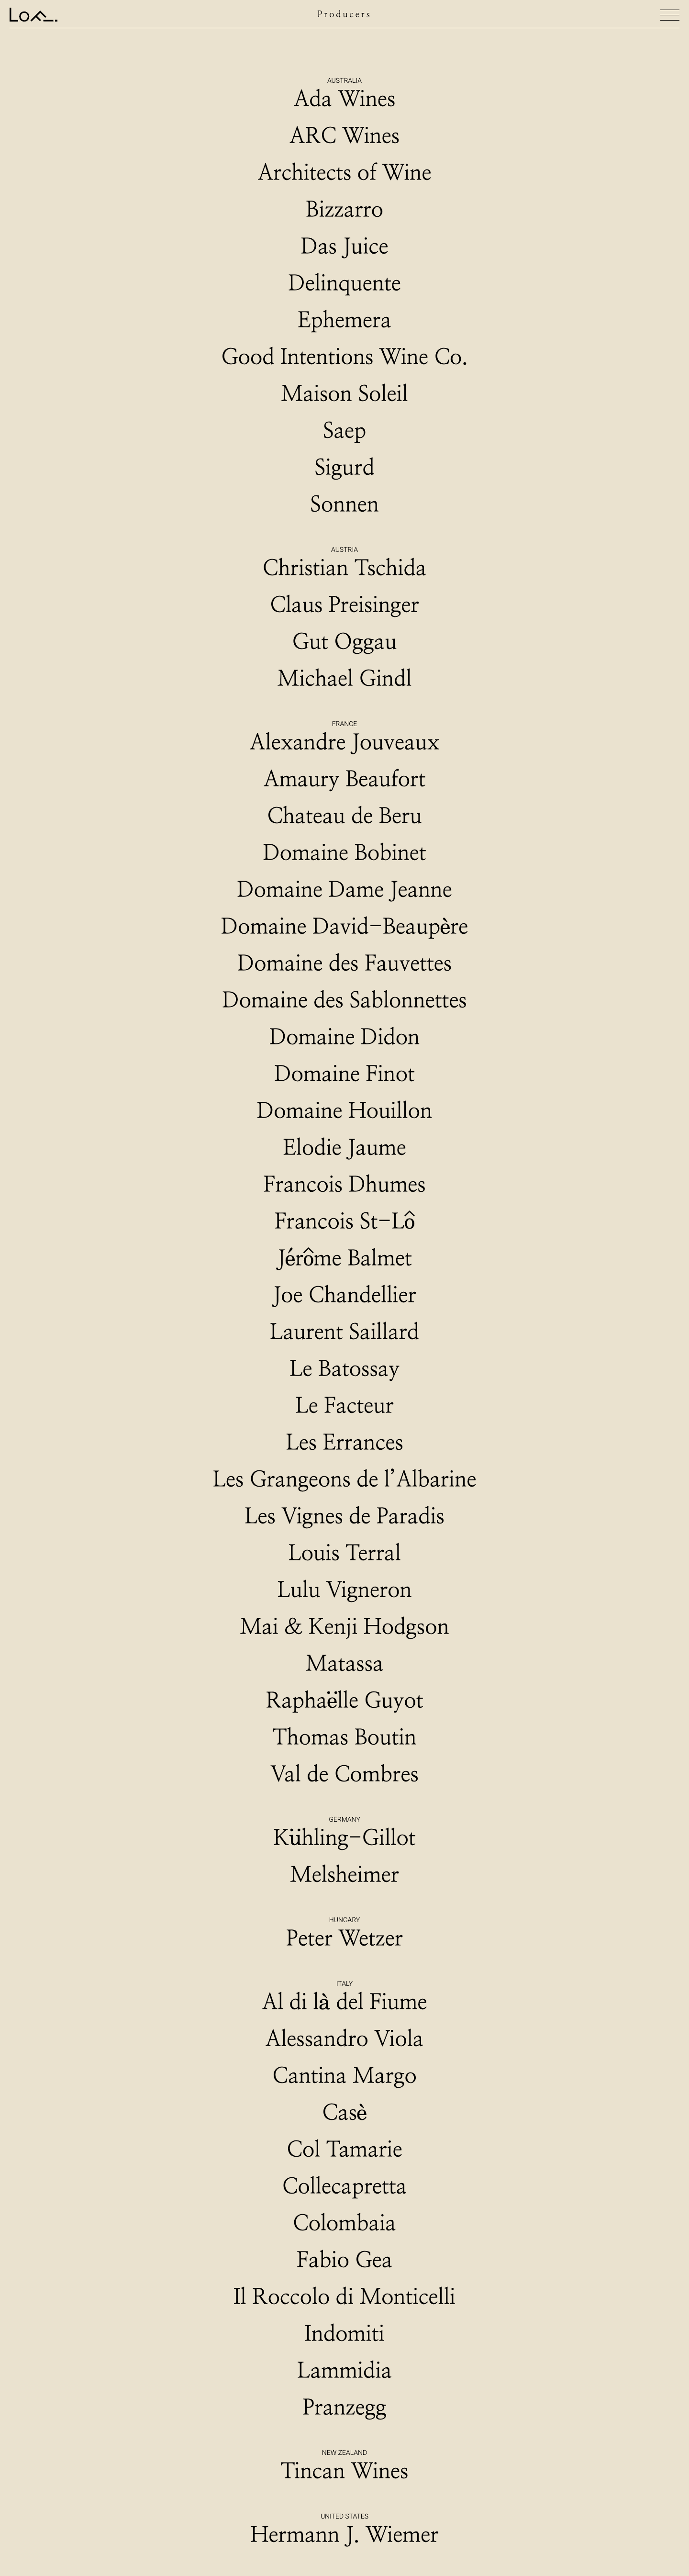 Producers
AUSTRALIA
Ada Wines
ARC Wines
Architects of Wine
Bizzarro
Das Juice
Delinquente
Ephemera
Good Intentions Wine Co.
Maison Soleil
Saep
Sigurd
Sonnen
AUSTRIA
Christian Tschida
Claus Preisinger
Gut Oggau
Michael Gindl
FRANCE
Alexandre Jouveaux
Amaury Beaufort
Chateau de Beru
Domaine Bobinet
Domaine Dame Jeanne
Domaine David-Beaupère
Domaine des Fauvettes
Domaine des Sablonnettes
Domaine Didon
Domaine Finot
Domaine Houillon
Elodie Jaume
Francois Dhumes
Francois St-Lô
Jérôme Balmet
Joe Chandellier
Laurent Saillard
Le Batossay
Le Facteur
Les Errances
Les Grangeons de l’Albarine
Les Vignes de Paradis
Louis Terral
Lulu Vigneron
Mai & Kenji Hodgson
Matassa
Raphaëlle Guyot
Thomas Boutin
Val de Combres
GERMANY
Kühling-Gillot
Melsheimer
HUNGARY
Peter Wetzer
ITALY
Al di là del Fiume
Alessandro Viola
Cantina Margo
Casè
Col Tamarie
Collecapretta
Colombaia
Fabio Gea
Il Roccolo di Monticelli
Indomiti
Lammidia
Pranzegg
NEW ZEALAND
Tincan Wines
UNITED STATES
Hermann J. Wiemer